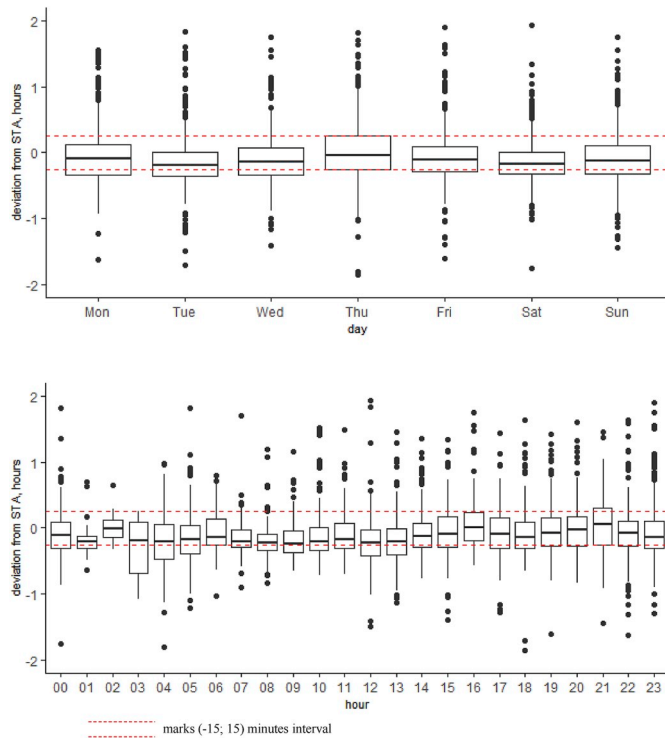 deviation from STA, hours
2
1
0
-1
-2
Mon Tue Wed Thu Fri Sat Sun
day
deviation from STA, hours
2
1
0
-1
-2
00 01 02 03 04 05 06 07 08 09 10 11 12 13 14 15 16 17 18 19 20 21 22 23
hour
marks (-15; 15) minutes interval